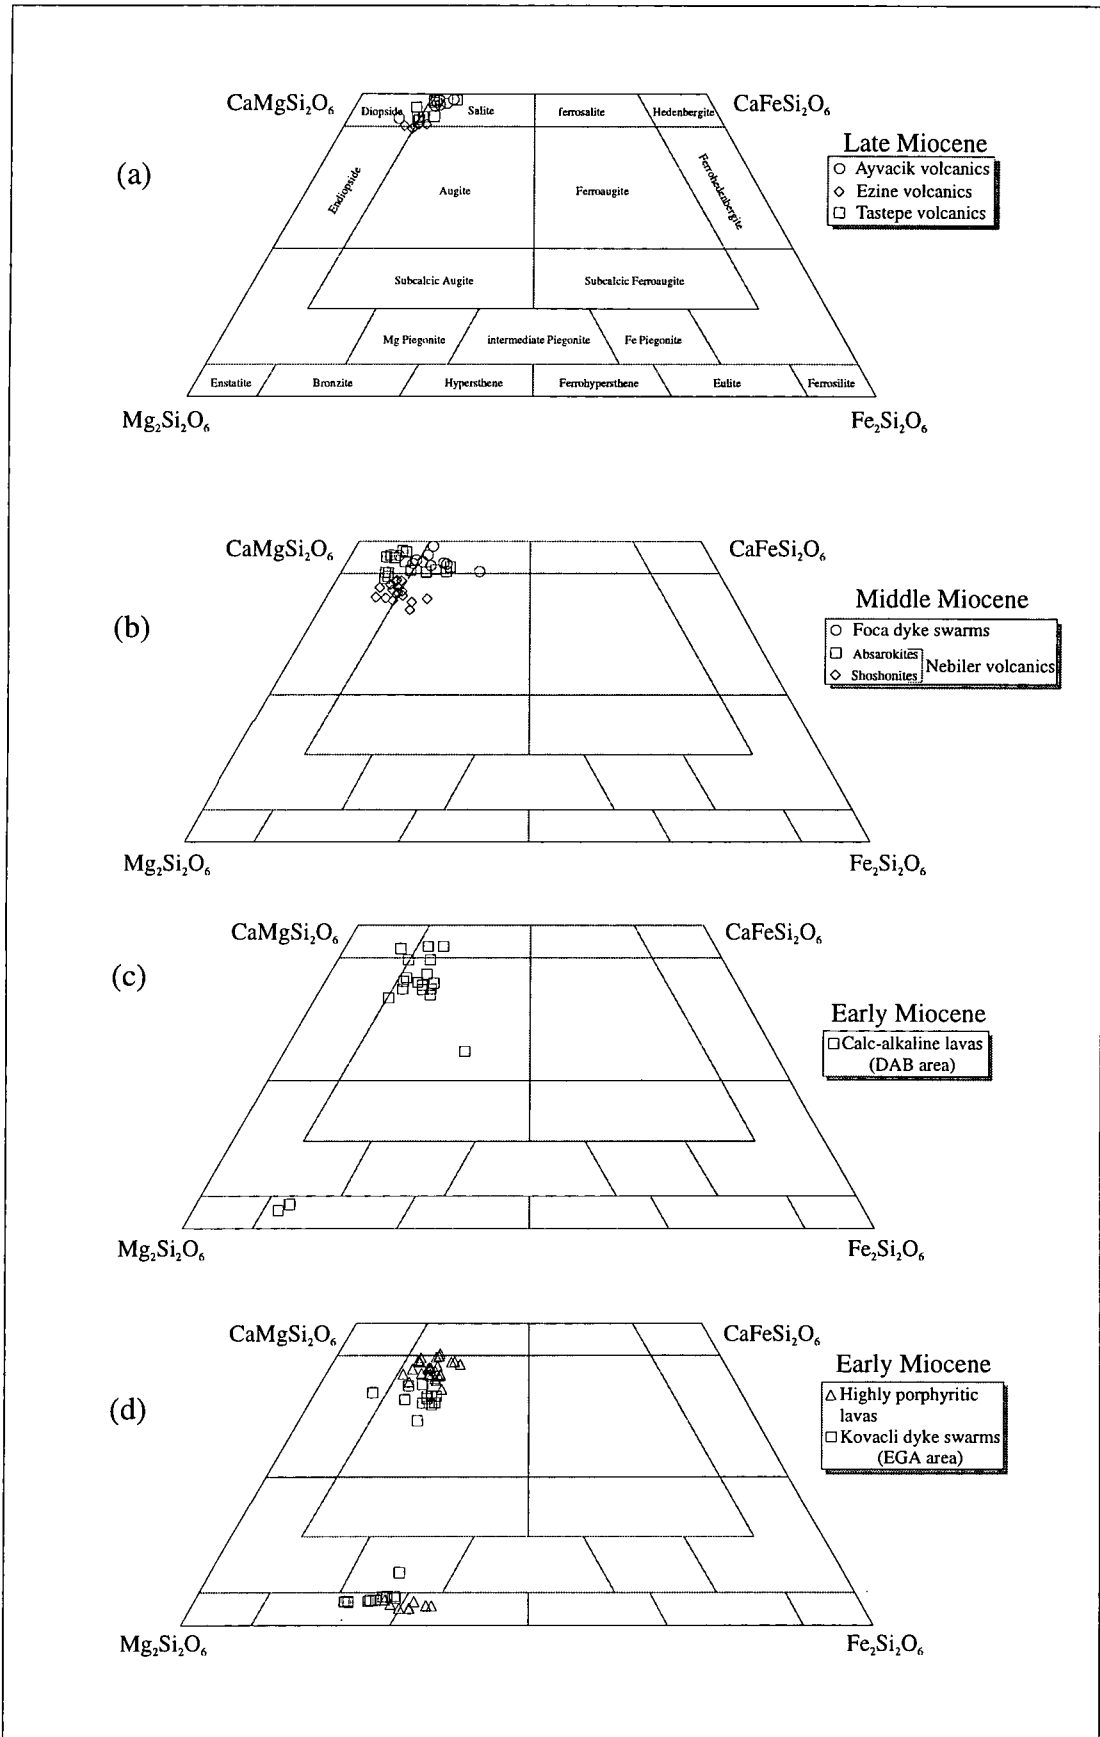 CaMgSi₂O₆
CaFeSi₂O₆
Diopside
Salite
ferrosalite
Hedenbergite
(a)
Late Miocene
Ayvacik volcanics
Ezine volcanics
Tastepe volcanics
Endiopside
Augite
Ferroaugite
Ferrohedenbergite
Subcalcic Augite
Subcalcic Ferroaugite
Mg Piegonite
intermediate Piegonite
Fe Piegonite
Enstatite
Bronzite
Hypersthene
Ferrohypersthene
Eulite
Ferrosilite
Mg₂Si₂O₆
Fe₂Si₂O₆
CaMgSi₂O₆
CaFeSi₂O₆
(b)
Middle Miocene
Foca dyke swarms
Absarokites
Shoshonites
Nebiler volcanics
Mg₂Si₂O₆
Fe₂Si₂O₆
CaMgSi₂O₆
CaFeSi₂O₆
(c)
Early Miocene
Calc-alkaline lavas
(DAB area)
Mg₂Si₂O₆
Fe₂Si₂O₆
CaMgSi₂O₆
CaFeSi₂O₆
(d)
Early Miocene
Highly porphyritic
lavas
Kovacli dyke swarms
(EGA area)
Mg₂Si₂O₆
Fe₂Si₂O₆